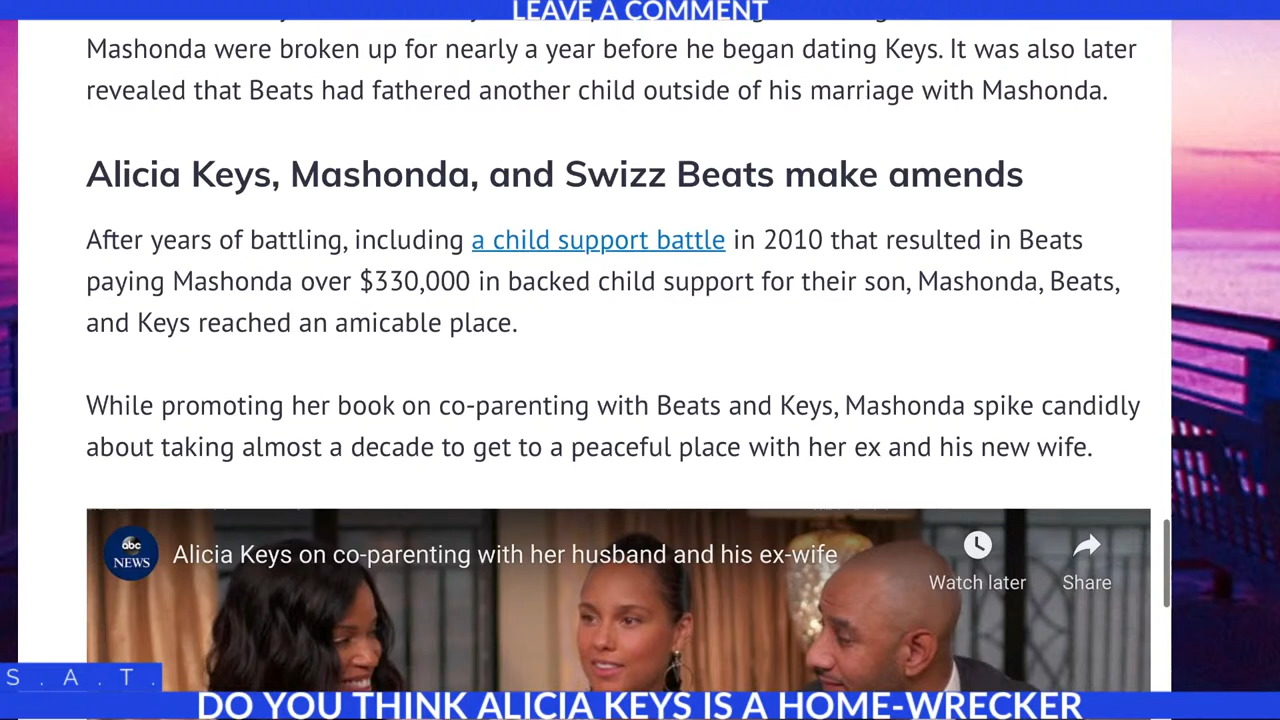 LEAVE A COMMENT
Mashonda were broken up for nearly a year before he began dating Keys. It was also later
revealed that Beats had fathered another child outside of his marriage with Mashonda.
Alicia Keys, Mashonda, and Swizz Beats make amends
After years of battling, including a child support battle in 2010 that resulted in Beats
paying Mashonda over $330,000 in backed child support for their son, Mashonda, Beats,
and Keys reached an amicable place.
While promoting her book on co-parenting with Beats and Keys, Mashonda spike candidly
about taking almost a decade to get to a peaceful place with her ex and his new wife.
abc
NEWS
Alicia Keys on co-parenting with her husband and his ex-wife
Watch later
Share
S. A. T.
DO YOU THINK ALICIA KEYS IS A HOME-WRECKER